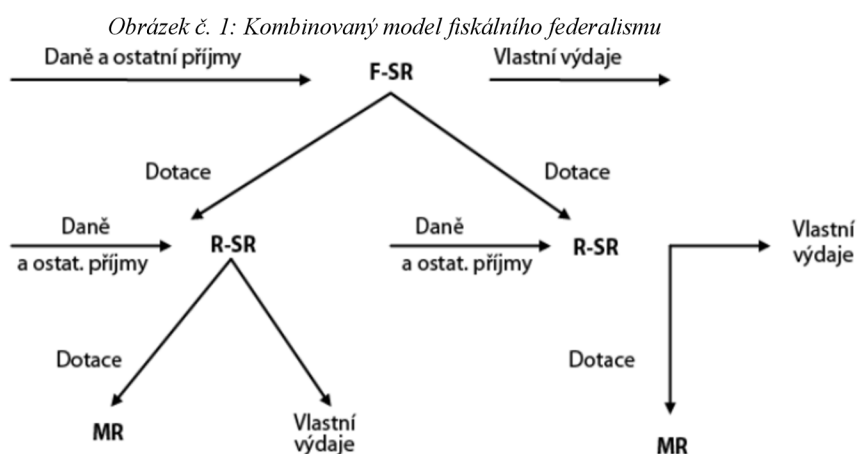 Obrázek č. 1: Kombinovaný model fiskálního federalismu
Daně a ostatní příjmy
F-SR
Vlastní výdaje
Dotace
Dotace
Daně
a ostat. příjmy
R-SR
Daně
a ostat. příjmy
R-SR
Vlastní
výdaje
Dotace
Dotace
MR
Vlastní
výdaje
MR